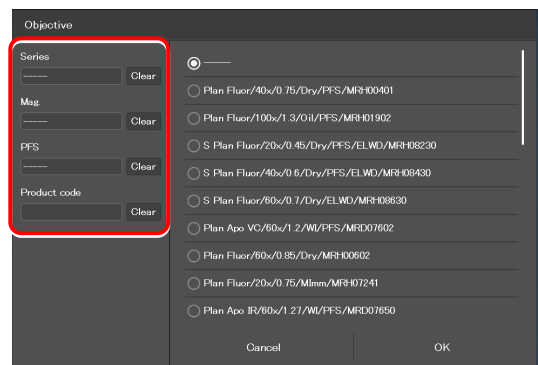 Objective
Series
----- Clear
Mag.
----- Clear
PFS
----- Clear
Product code
Clear
-----
Plan Fluor/40x/0.75/Dry/PFS/MRH00401
Plan Fluor/100x/1.3/Oil/PFS/MRH01902
S Plan Fluor/20x/0.45/Dry/PFS/ELWD/MRH08230
S Plan Fluor/40x/0.6/Dry/PFS/ELWD/MRH08430
S Plan Fluor/60x/0.7/Dry/ELWD/MRH08630
Plan Apo VC/60x/1.2/WI/PFS/MRD07602
Plan Fluor/60x/0.85/Dry/MRH00602
Plan Fluor/20x/0.75/MImm/MRH07241
Plan Apo IR/60x/1.27/WI/PFS/MRD07650
Cancel OK